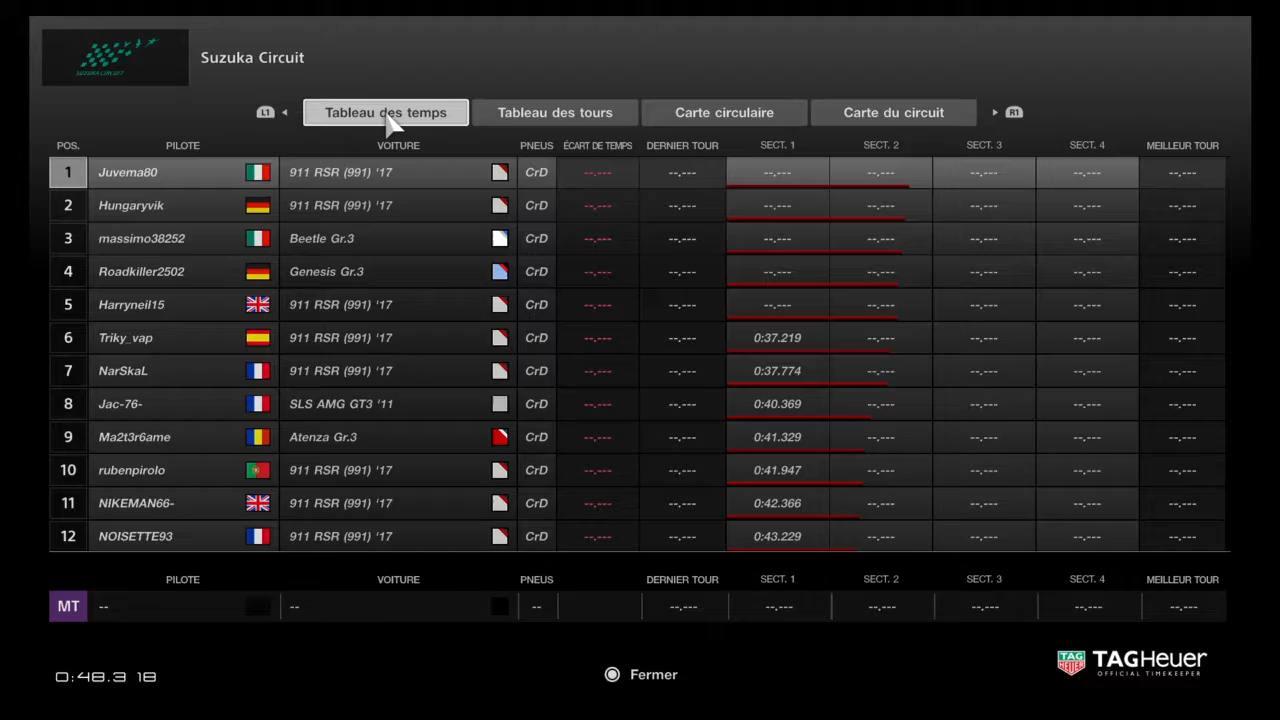 SUZUKA CIRCUIT
Suzuka Circuit
L1 Tableau des temps Tableau des tours Carte circulaire Carte du circuit R1
POS. PILOTE VOITURE PNEUS ÉCART DE TEMPS DERNIER TOUR SECT. 1 SECT. 2 SECT. 3 SECT. 4 MEILLEUR TOUR
1 Juvema80 911 RSR (991) '17 CrD --,--- --,--- --,--- --,--- --,--- --,--- --,---
2 Hungaryvik 911 RSR (991) '17 CrD --,--- --,--- --,--- --,--- --,--- --,--- --,---
3 massimo38252 Beetle Gr.3 CrD --,--- --,--- --,--- --,--- --,--- --,--- --,---
4 Roadkiller2502 Genesis Gr.3 CrD --,--- --,--- --,--- --,--- --,--- --,--- --,---
5 Harryneil15 911 RSR (991) '17 CrD --,--- --,--- --,--- --,--- --,--- --,--- --,---
6 Triky_vap 911 RSR (991) '17 CrD --,--- --,--- 0:37.219 --,--- --,--- --,--- --,---
7 NarSkaL 911 RSR (991) '17 CrD --,--- --,--- 0:37.774 --,--- --,--- --,--- --,---
8 Jac-76- SLS AMG GT3 '11 CrD --,--- --,--- 0:40.369 --,--- --,--- --,--- --,---
9 Ma2t3r6ame Atenza Gr.3 CrD --,--- --,--- 0:41.329 --,--- --,--- --,--- --,---
10 rubenpirolo 911 RSR (991) '17 CrD --,--- --,--- 0:41.947 --,--- --,--- --,--- --,---
11 NIKEMAN66- 911 RSR (991) '17 CrD --,--- --,--- 0:42.366 --,--- --,--- --,--- --,---
12 NOISETTE93 911 RSR (991) '17 CrD --,--- --,--- 0:43.229 --,--- --,--- --,--- --,---
PILOTE VOITURE PNEUS DERNIER TOUR SECT. 1 SECT. 2 SECT. 3 SECT. 4 MEILLEUR TOUR
MT -- -- -- --,--- --,--- --,--- --,--- --,--- --,---
0:48.3 18
Fermer
TAG HEUER TAGHeuer
OFFICIAL TIMEKEEPER